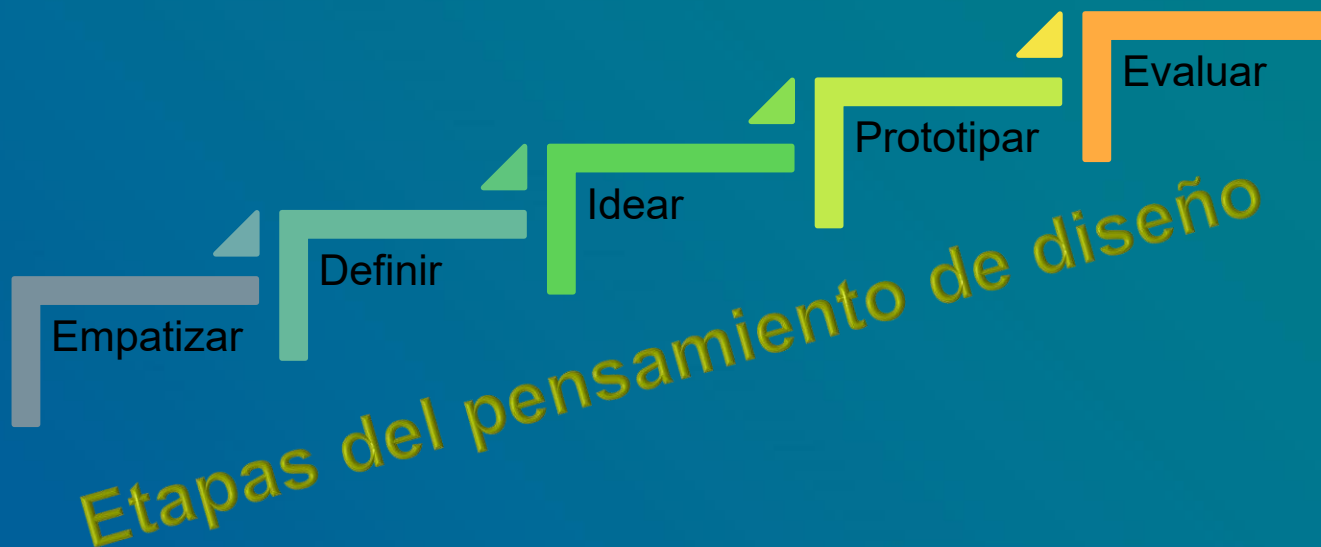 Empatizar
Definir
Idear
Prototipar
Evaluar
Etapas del pensamiento de diseño